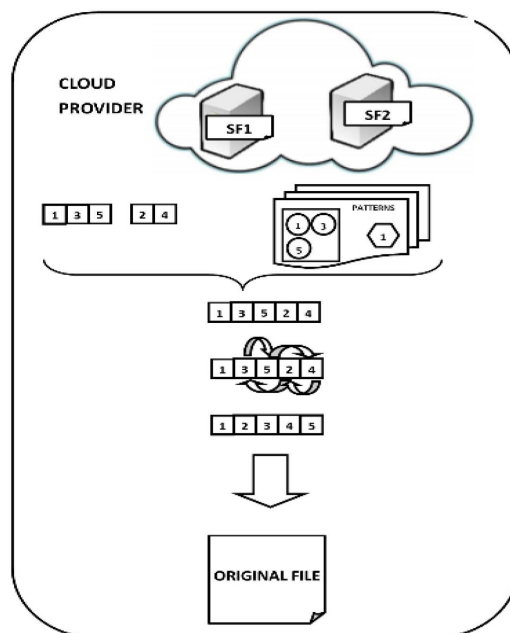 CLOUD
PROVIDER
SF1
SF2
1 3 5 2 4
PATTERNS
1 3
5
1
1 3 5 2 4
1 3 5 2 4
1 2 3 4 5
ORIGINAL FILE